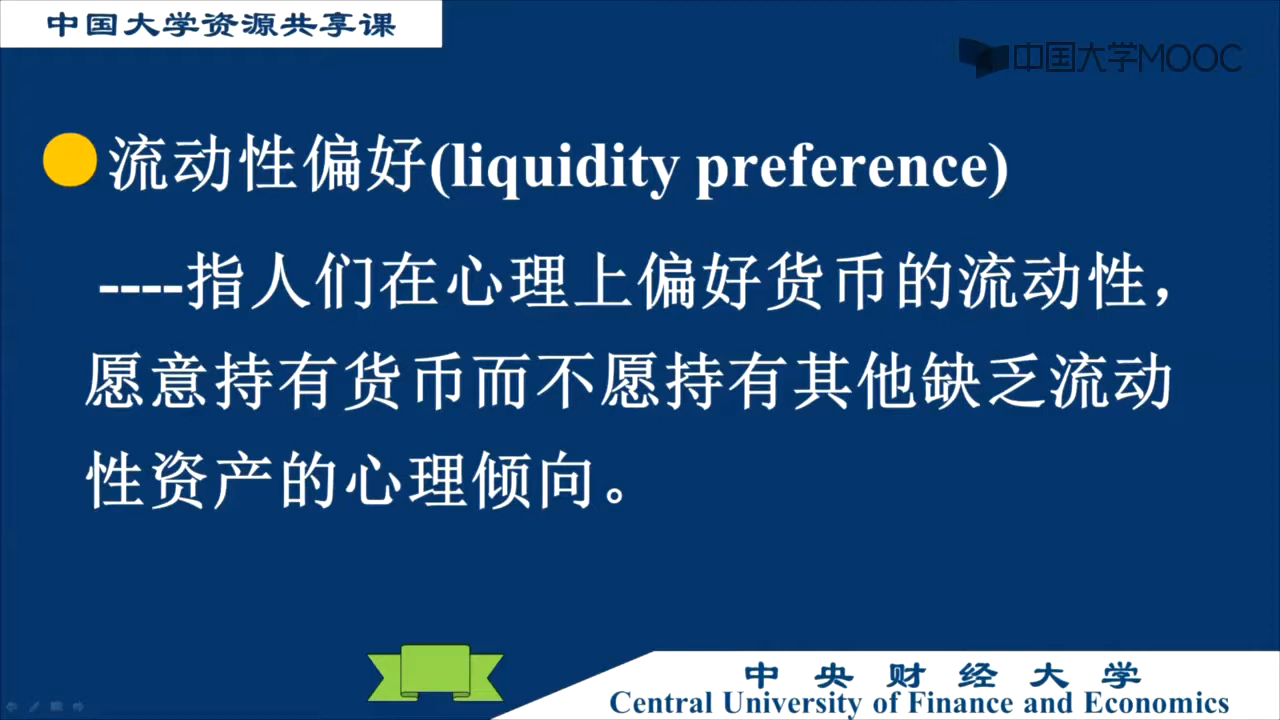 中国大学资源共享课
中国大学MOOC
流动性偏好(liquidity preference)
----指人们在心理上偏好货币的流动性，
愿意持有货币而不愿持有其他缺乏流动
性资产的心理倾向。
中央财经大学
Central University of Finance and Economics